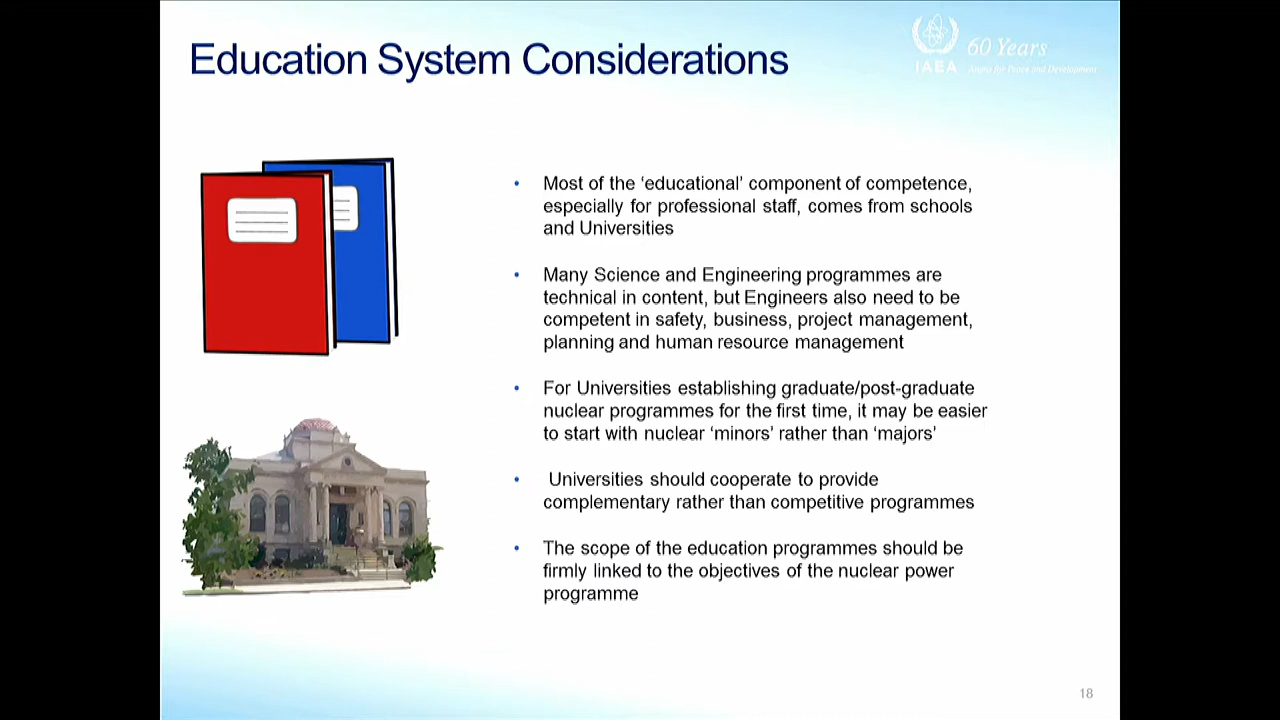 Education System Considerations
60 Years
IAEA Atoms for Peace and Development
• Most of the ‘educational’ component of competence,
especially for professional staff, comes from schools
and Universities
• Many Science and Engineering programmes are
technical in content, but Engineers also need to be
competent in safety, business, project management,
planning and human resource management
• For Universities establishing graduate/post-graduate
nuclear programmes for the first time, it may be easier
to start with nuclear ‘minors’ rather than ‘majors’
• Universities should cooperate to provide
complementary rather than competitive programmes
• The scope of the education programmes should be
firmly linked to the objectives of the nuclear power
programme
18